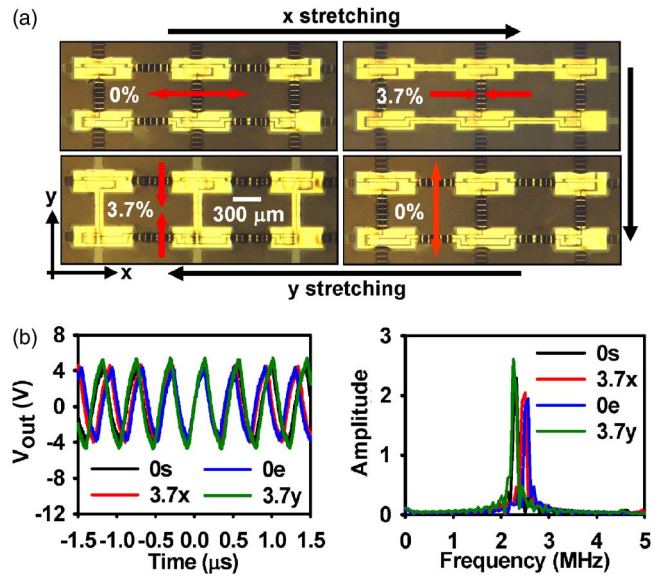 (a)
x stretching
0%
3.7%
3.7%
300 μm
0%
y
x
y stretching
(b)
8
4
0
-4
-8
-12
V out (V)
0s
0e
3.7x
3.7y
-1.5 -1.0 -0.5 0.0 0.5 1.0 1.5
Time (μs)
3
2
1
0
Amplitude
0s
3.7x
0e
3.7y
0 1 2 3 4 5
Frequency (MHz)